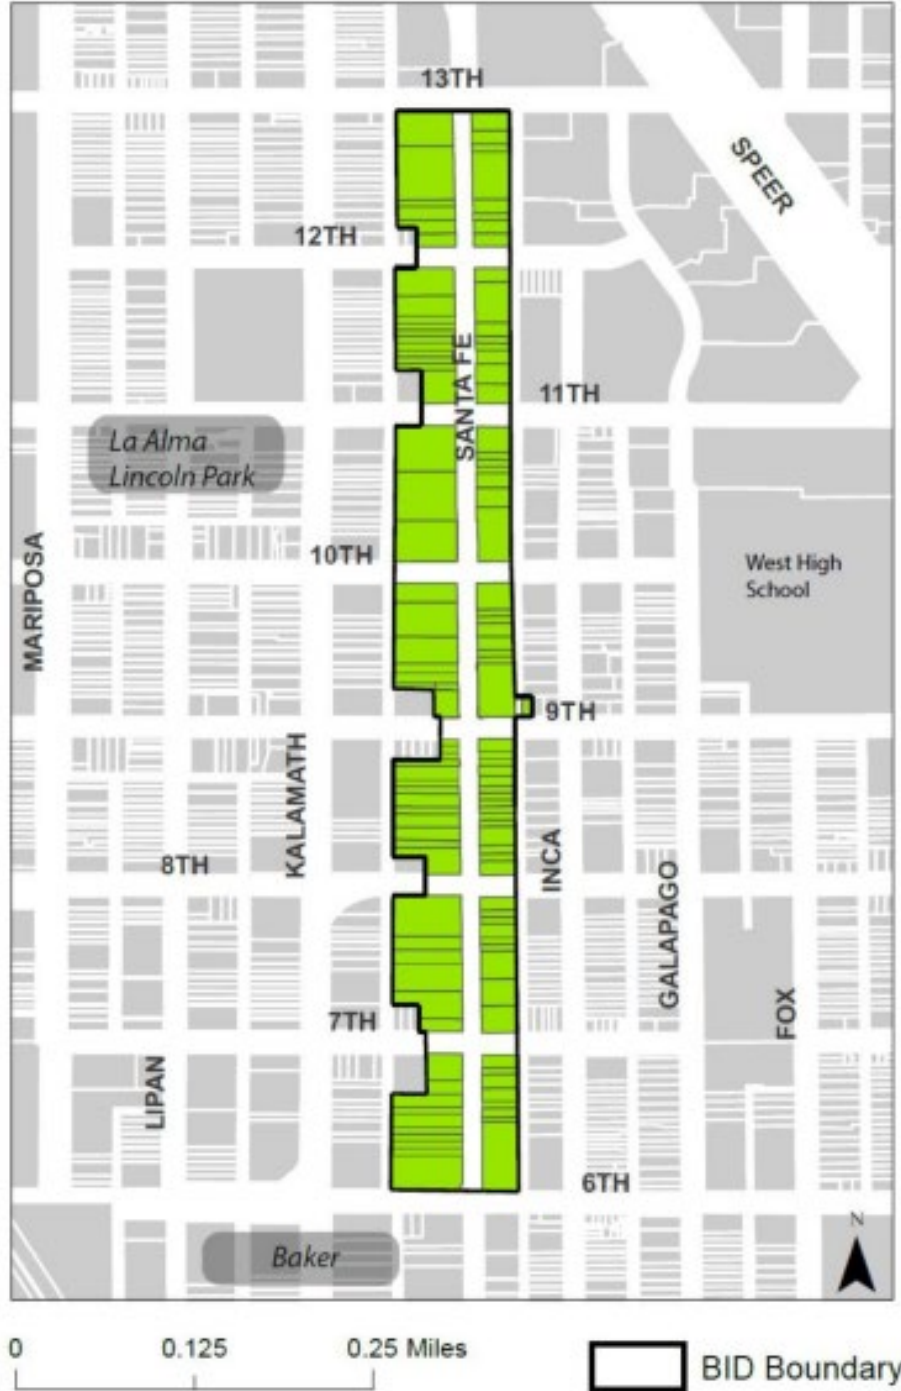 13TH
SPEER
12TH
SANTA FE
11TH
La Alma
Lincoln Park
10TH
West High
School
MARIPOSA
9TH
KALAMATH
8TH
INCA
GALAPAGO
FOX
7TH
LIPAN
6TH
N
Baker
0 0.125 0.25 Miles
BID Boundary